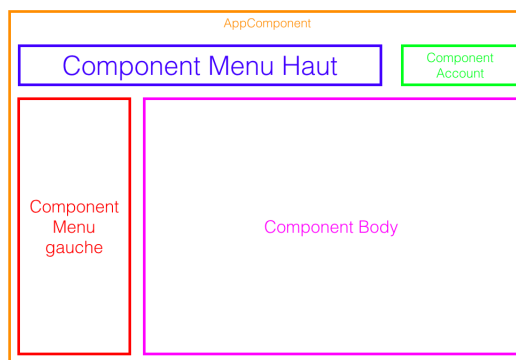 AppComponent
Component Menu Haut
Component
Account
Component
Menu
gauche
Component Body